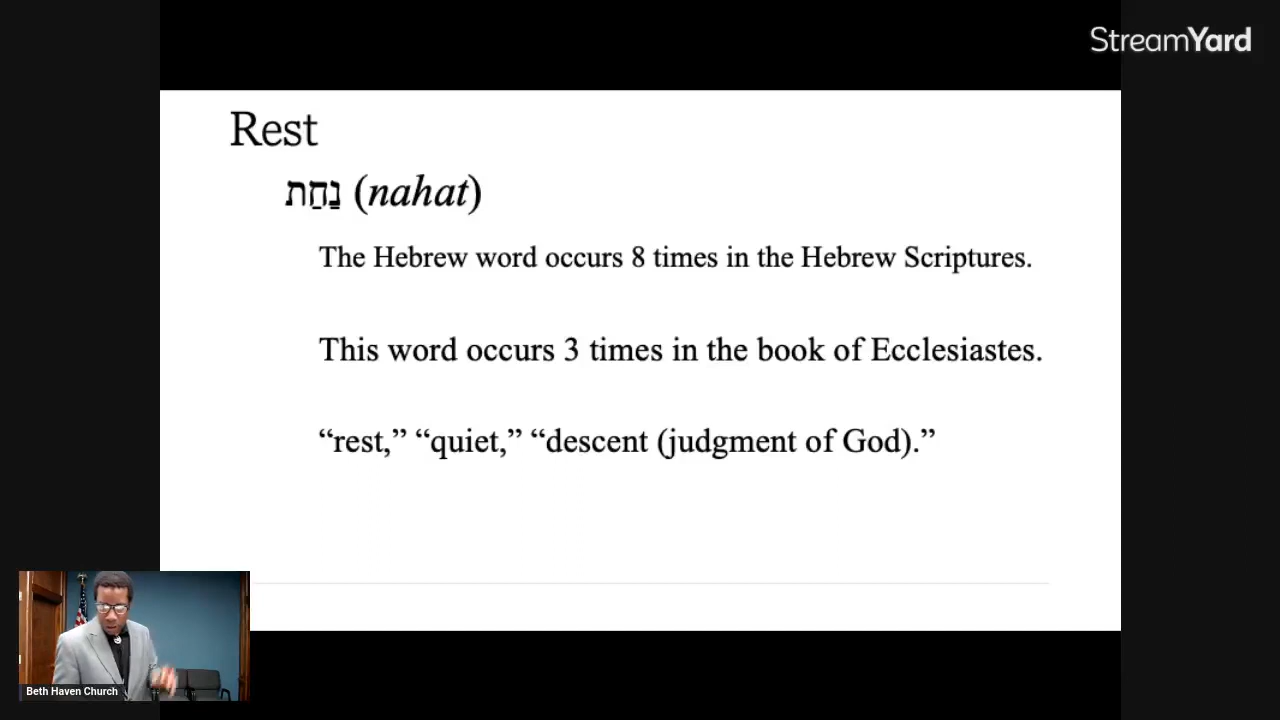 StreamYard
Rest
נַחַת (nahat)
The Hebrew word occurs 8 times in the Hebrew Scriptures.
This word occurs 3 times in the book of Ecclesiastes.
“rest,” “quiet,” “descent (judgment of God).”
Beth Haven Church